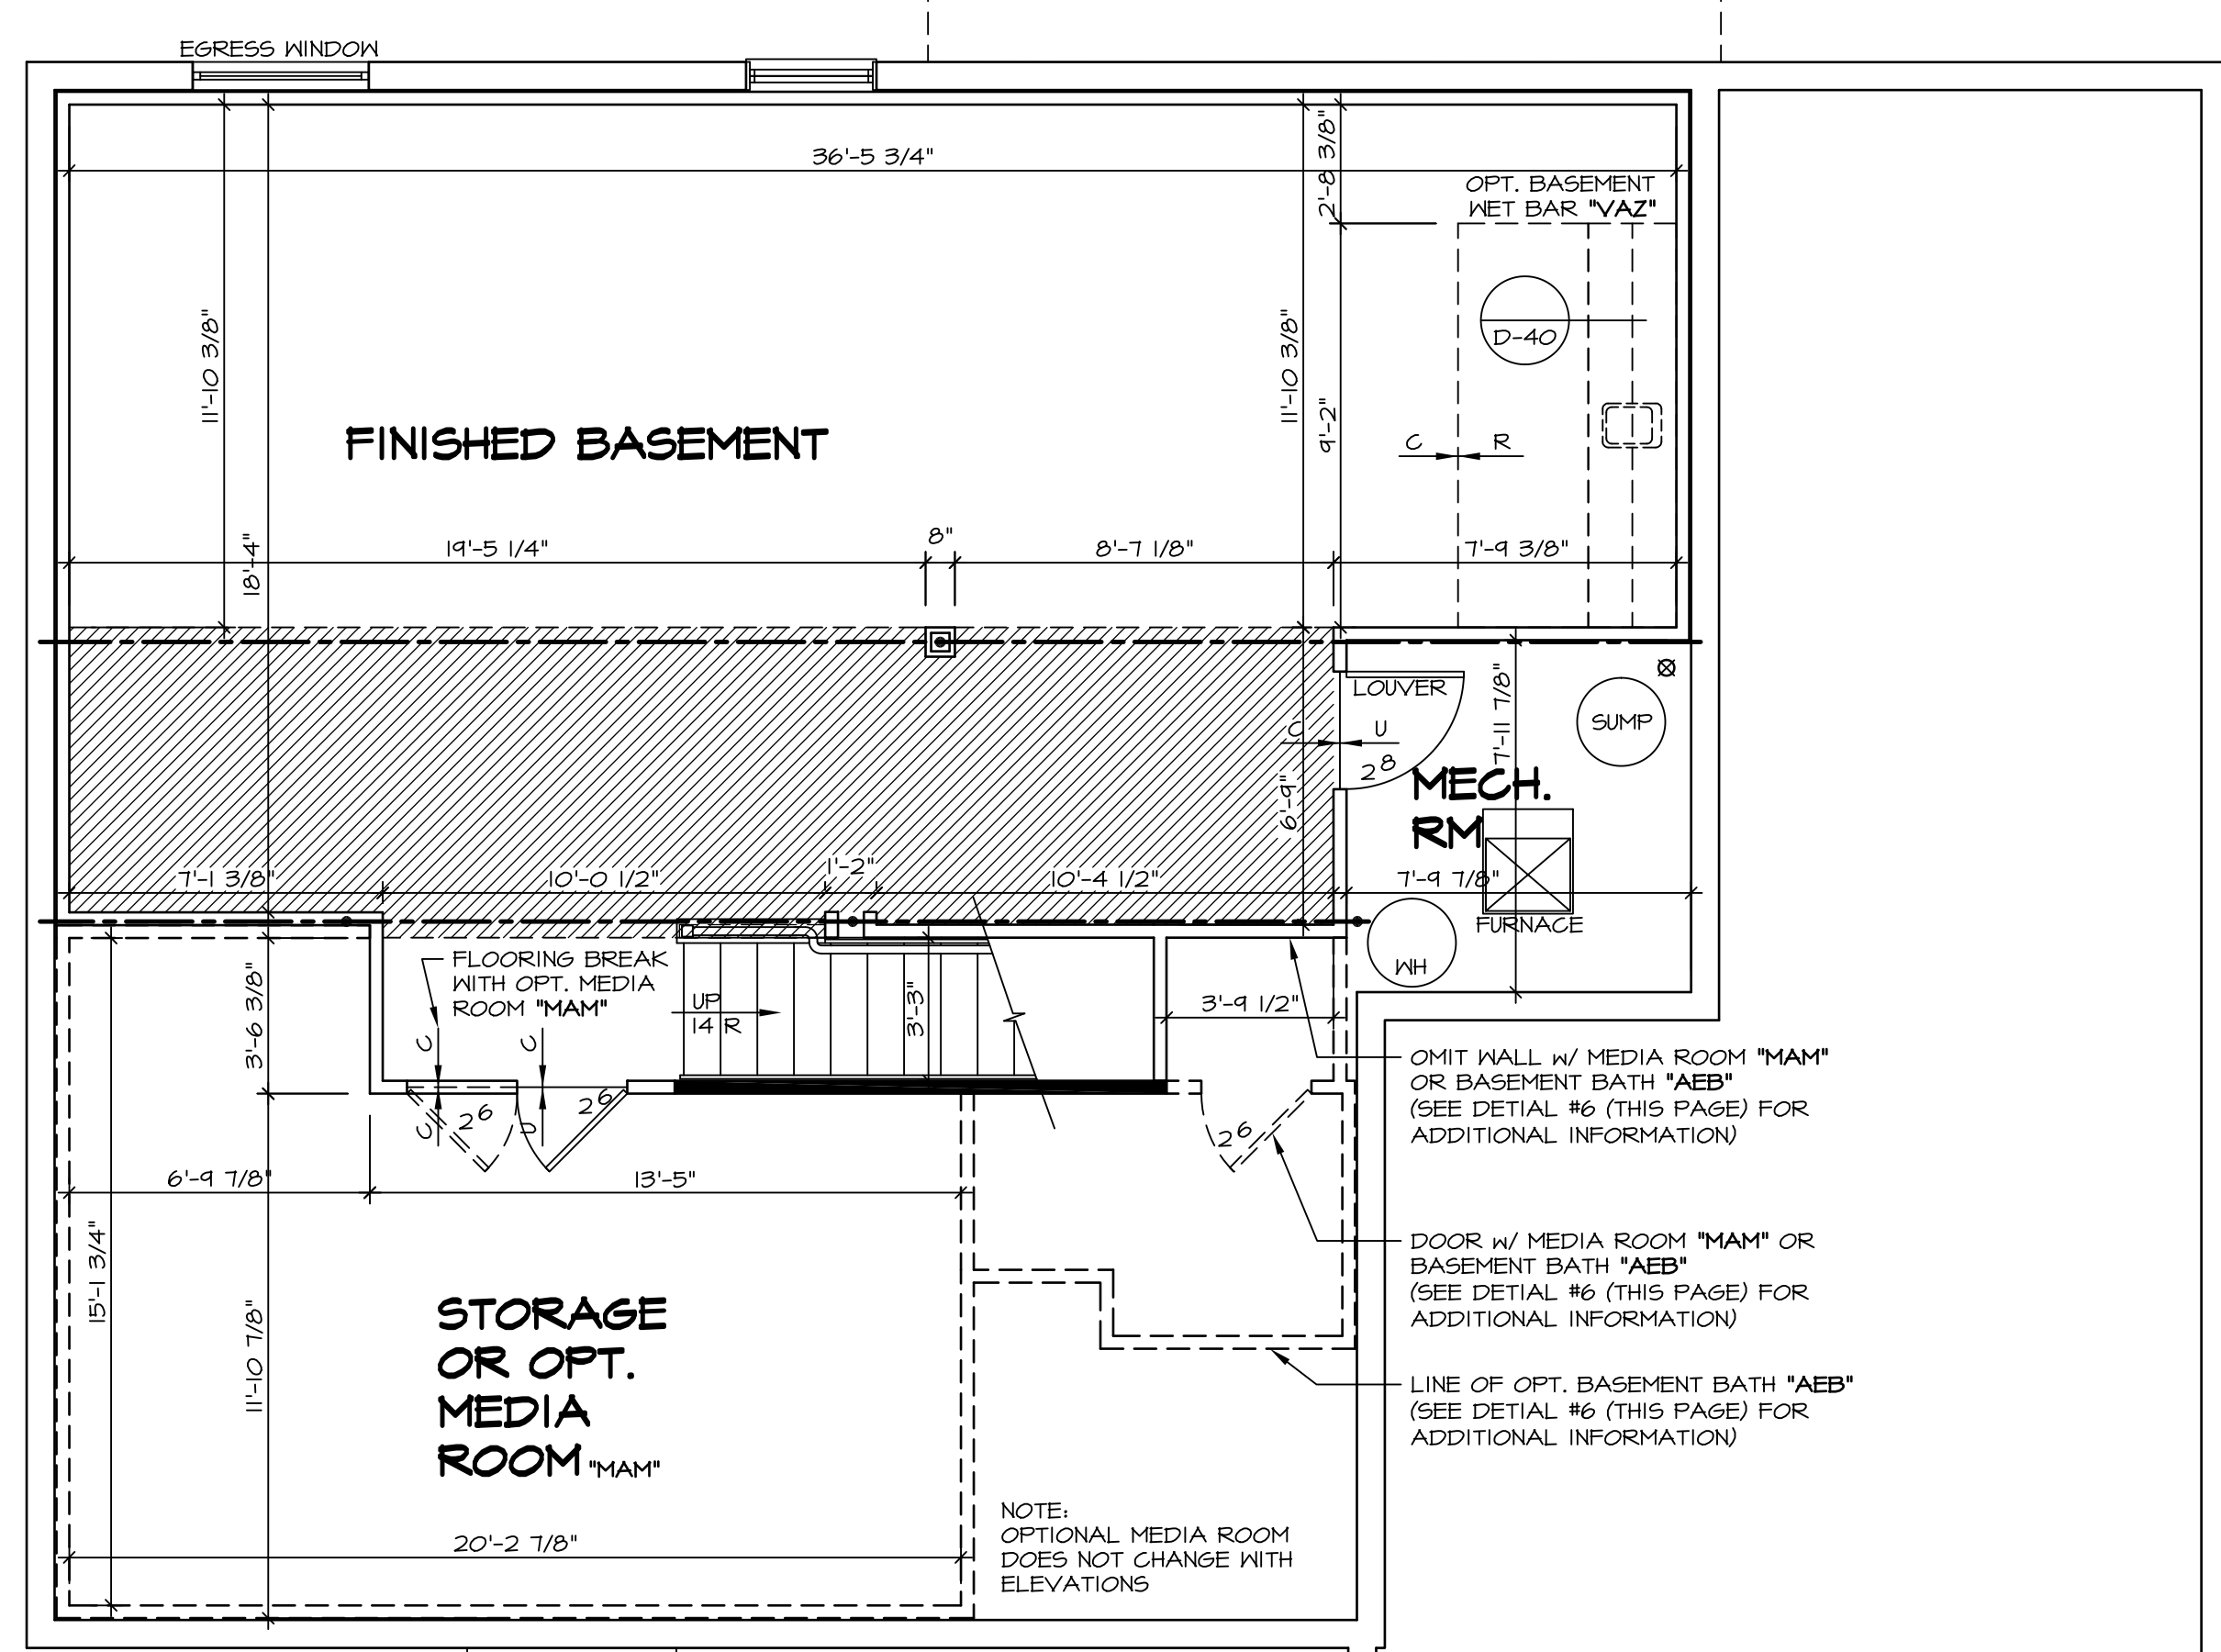 EGRESS WINDOW
36'-5 3/4"
2'-8 3/8"
OPT. BASEMENT
WET BAR "VAZ"
D-40
11'-10 3/8"
11'-10 3/8"
9'-2"
C R
FINISHED BASEMENT
18'-4"
19'-5 1/4"
8"
8'-7 1/8"
7'-9 3/8"
LOUVER
7'-11 7/8"
SUMP
C U
2 8
6'-9"
MECH.
RM
7'-1 3/8"
10'-0 1/2"
1'-2"
10'-4 1/2"
7'-9 7/8"
FURNACE
WH
FLOORING BREAK
WITH OPT. MEDIA
ROOM "MAM"
3'-6 3/8"
UP
14 R
3'-3"
3'-9 1/2"
C C
U U
2 6
2 6
2 6
OMIT WALL w/ MEDIA ROOM "MAM"
OR BASEMENT BATH "AEB"
(SEE DETIAL #6 (THIS PAGE) FOR
ADDITIONAL INFORMATION)
6'-9 7/8"
13'-5"
DOOR w/ MEDIA ROOM "MAM" OR
BASEMENT BATH "AEB"
(SEE DETIAL #6 (THIS PAGE) FOR
ADDITIONAL INFORMATION)
15'-1 3/4"
11'-10 7/8"
STORAGE
OR OPT.
MEDIA
ROOM "MAM"
LINE OF OPT. BASEMENT BATH "AEB"
(SEE DETIAL #6 (THIS PAGE) FOR
ADDITIONAL INFORMATION)
20'-2 7/8"
NOTE:
OPTIONAL MEDIA ROOM
DOES NOT CHANGE WITH
ELEVATIONS